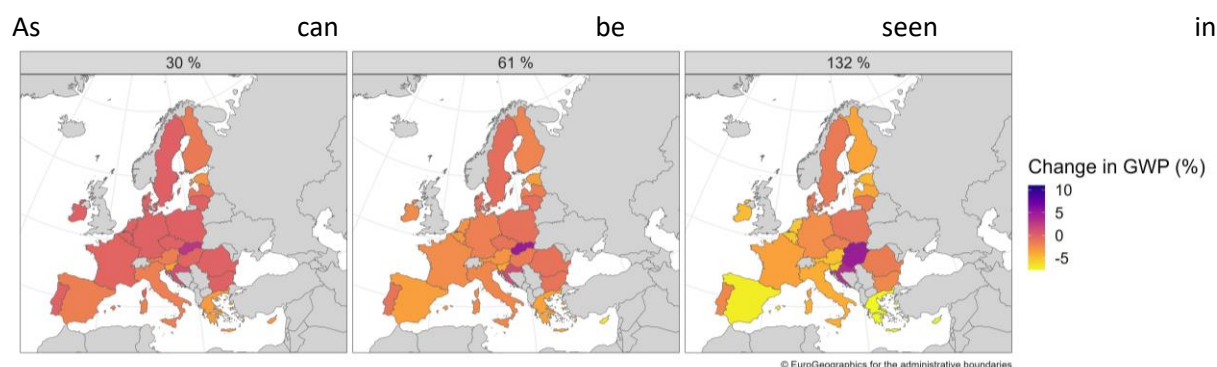 As can be seen in
30 %
61 %
132 %
Change in GWP (%)
10
5
0
-5
© EuroGeographics for the administrative boundaries